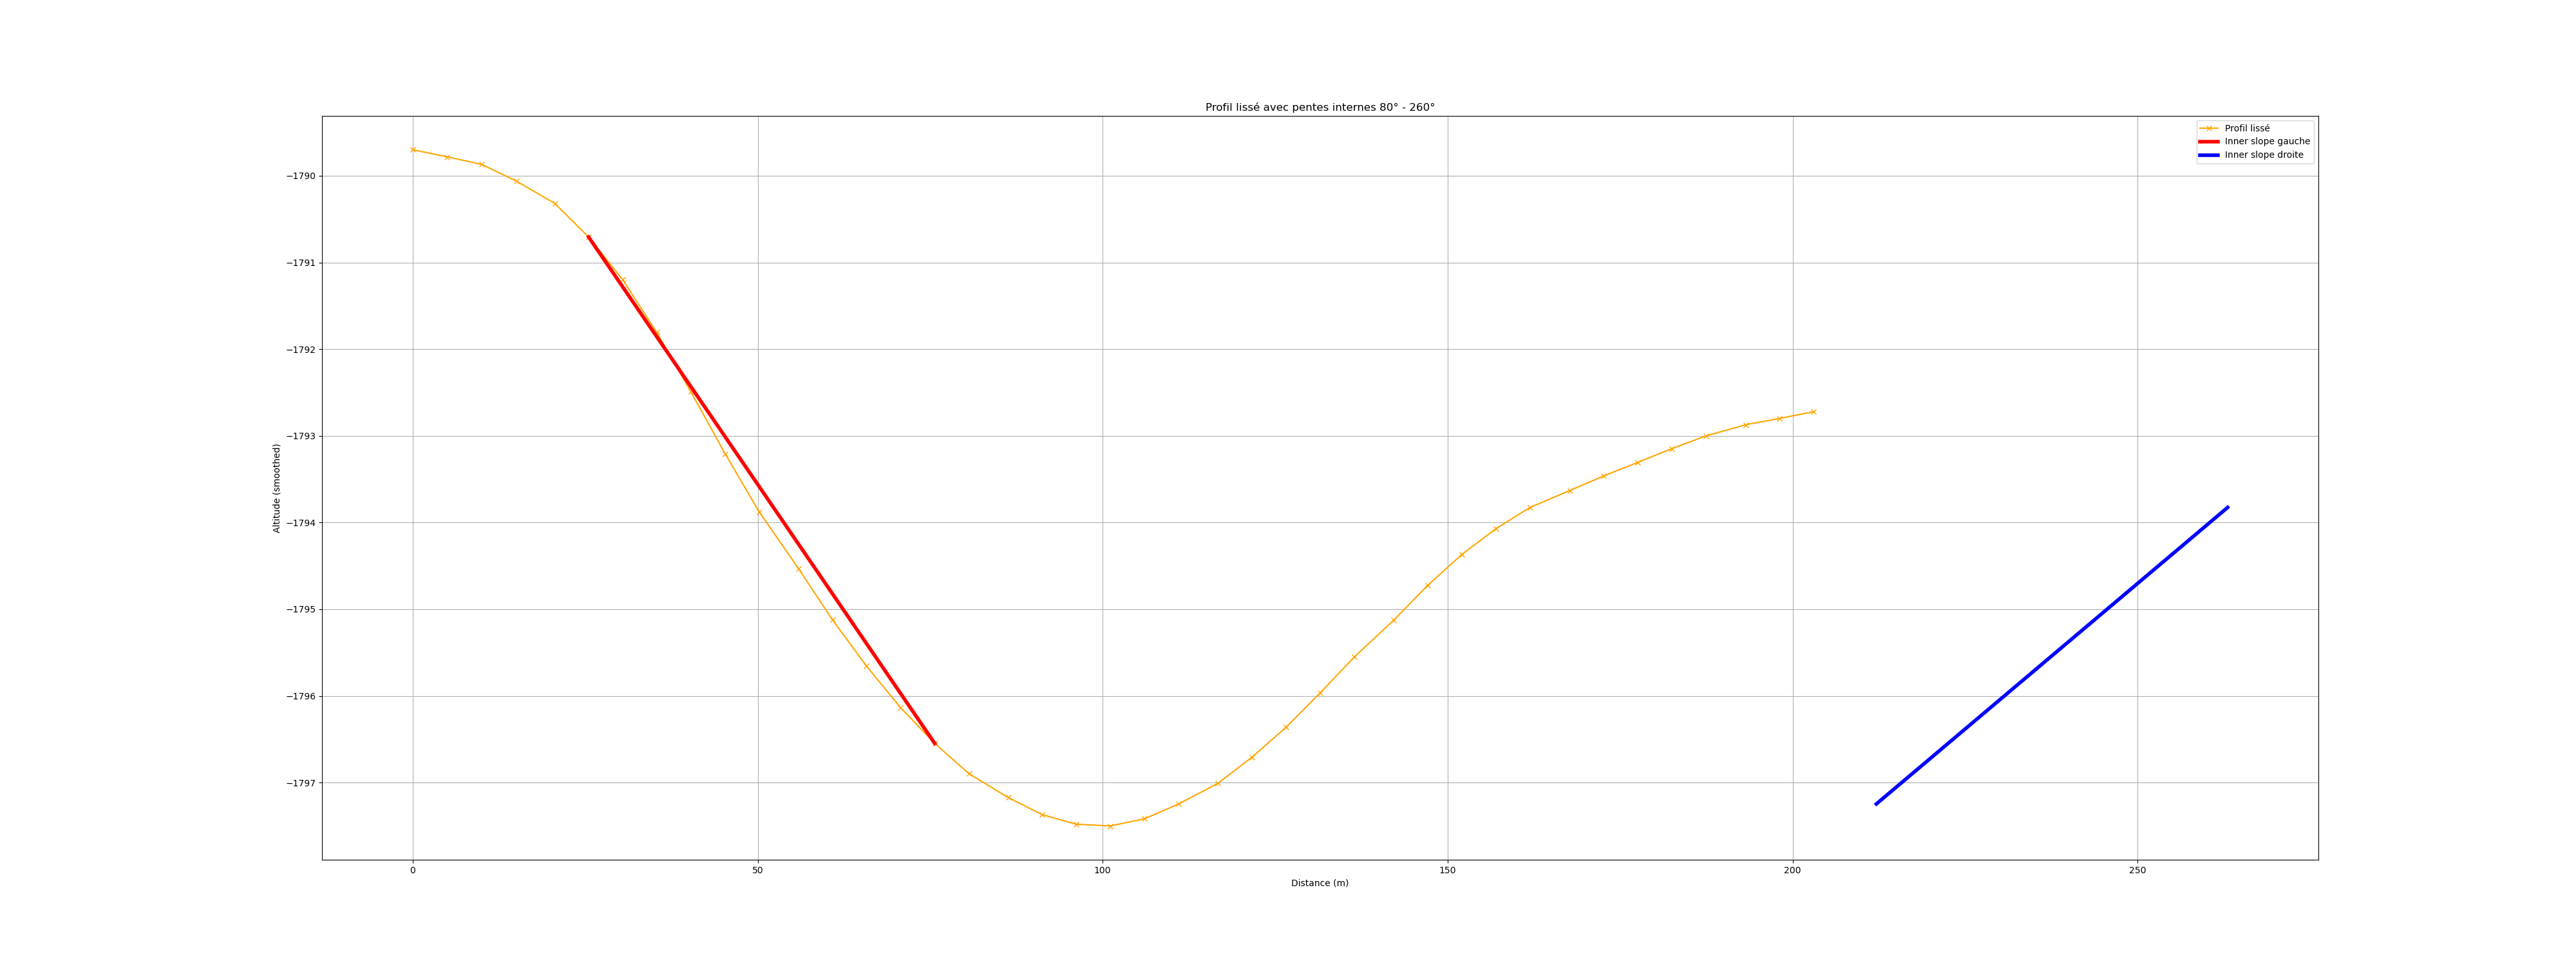 Profil lissé avec pentes internes 80° - 260°
Profil lissé
Inner slope gauche
Inner slope droite
Altitude (smoothed)
−1790
−1791
−1792
−1793
−1794
−1795
−1796
−1797
0
50
100
150
200
250
Distance (m)